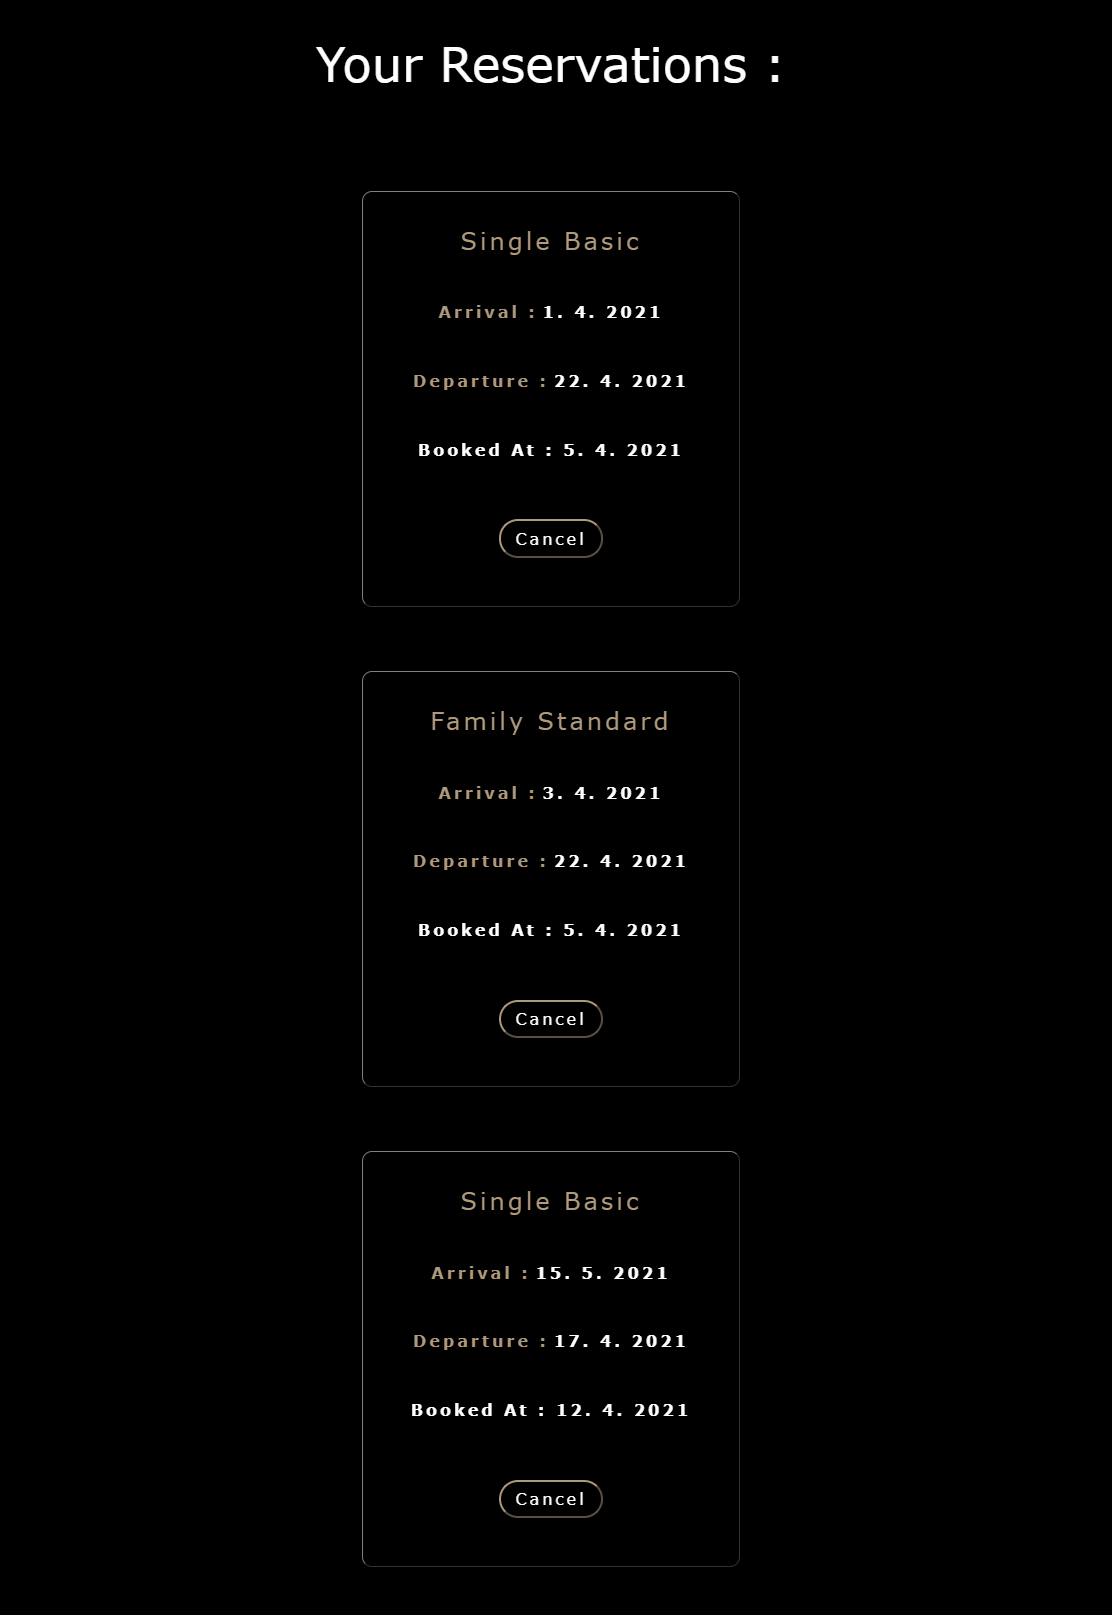 Your Reservations :
Single Basic
Arrival : 1. 4. 2021
Departure : 22. 4. 2021
Booked At : 5. 4. 2021
Cancel
Family Standard
Arrival : 3. 4. 2021
Departure : 22. 4. 2021
Booked At : 5. 4. 2021
Cancel
Single Basic
Arrival : 15. 5. 2021
Departure : 17. 4. 2021
Booked At : 12. 4. 2021
Cancel